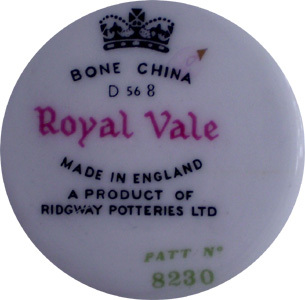 BONE CHINA
D 56 8
Royal Vale
MADE IN ENGLAND
A PRODUCT OF
RIDGWAY POTTERIES LTD
PATT Nº
8230